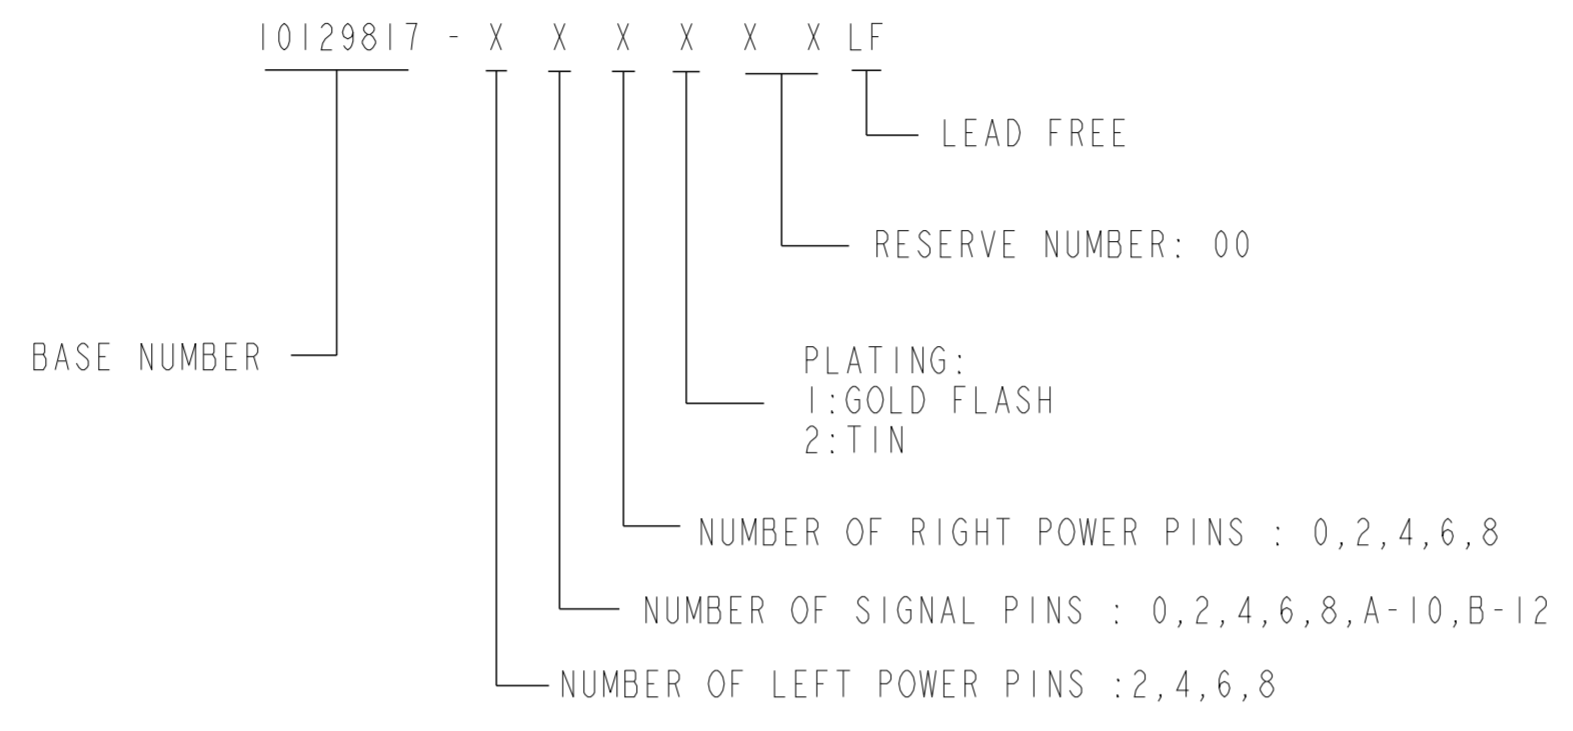 10129817 - X X X X X X LF
LEAD FREE
RESERVE NUMBER: 00
BASE NUMBER
PLATING:
1:GOLD FLASH
2:TIN
NUMBER OF RIGHT POWER PINS : 0,2,4,6,8
NUMBER OF SIGNAL PINS : 0,2,4,6,8,A-10,B-12
NUMBER OF LEFT POWER PINS :2,4,6,8